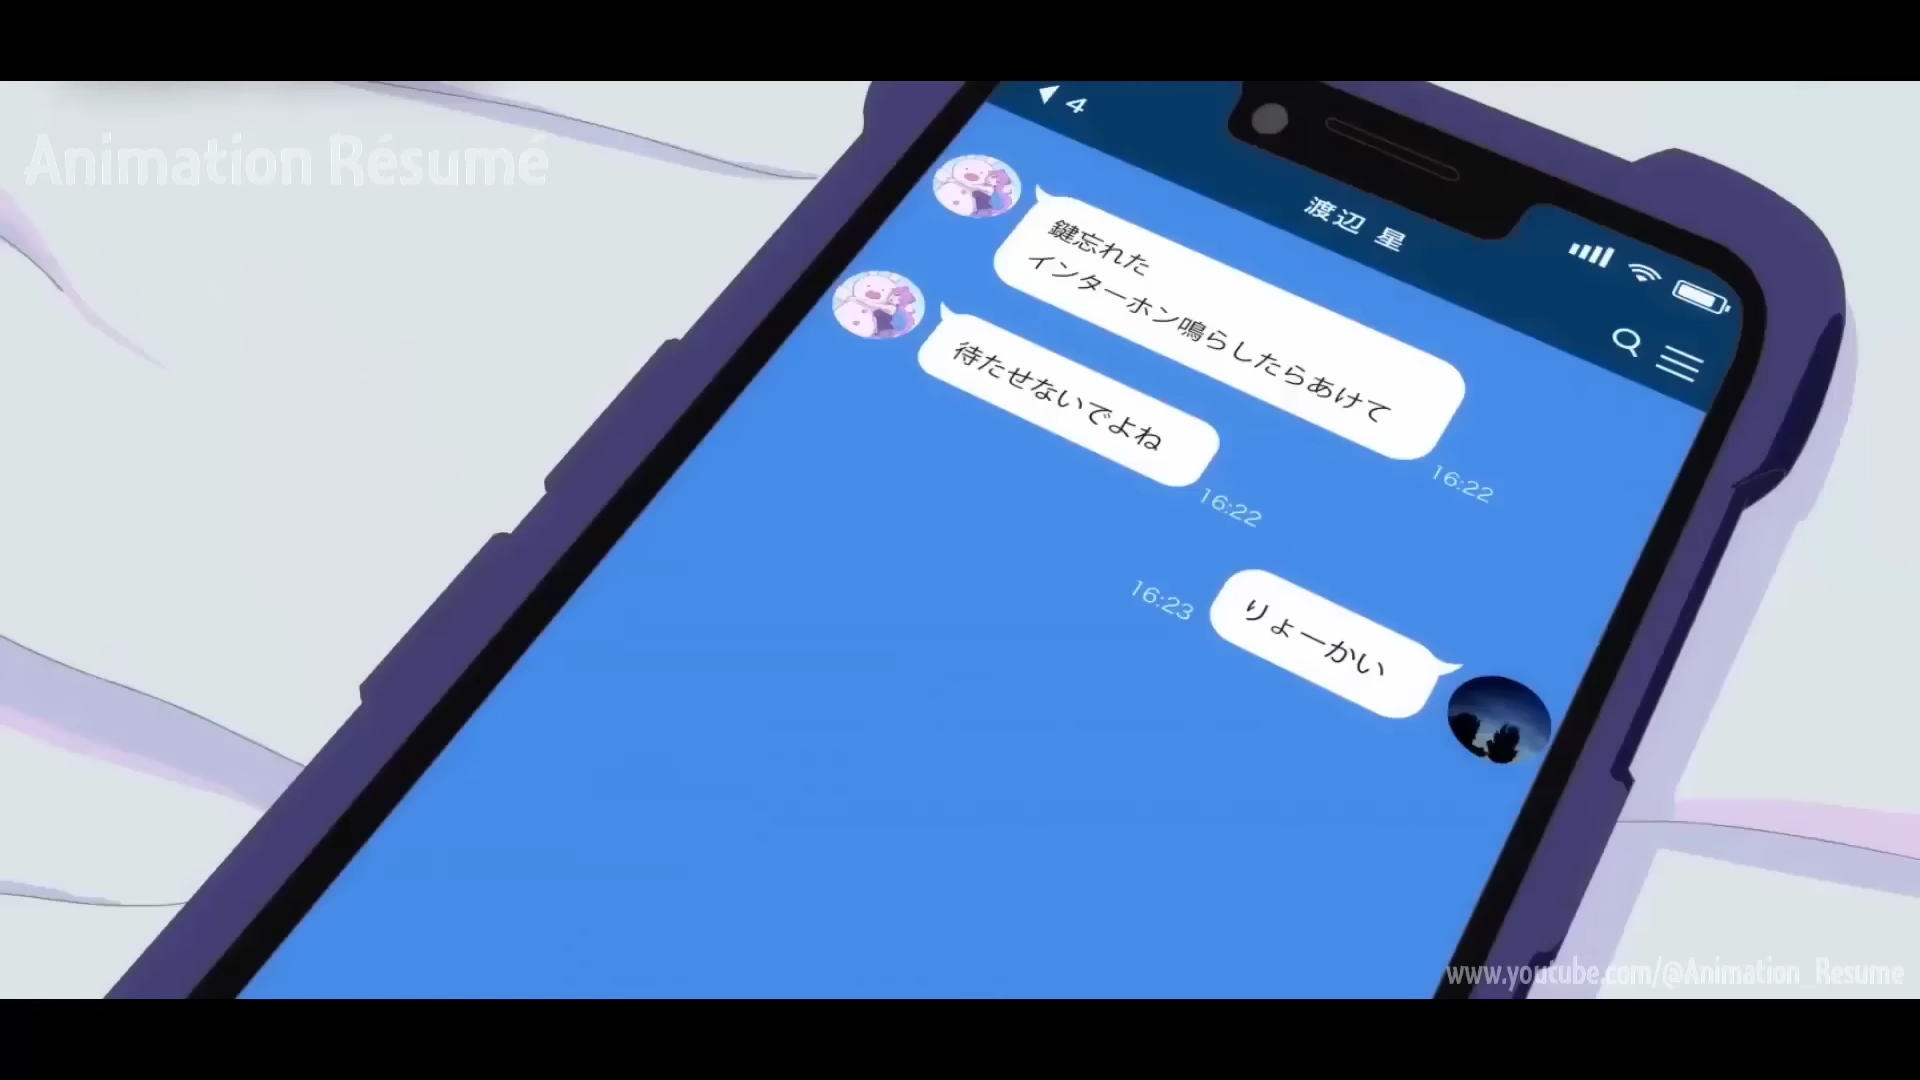 Animation Résumé
4
渡辺 星
鍵忘れた
インターホン鳴らしたらあけて
16:22
待たせないでよね
16:22
りょーかい
16:23
www.youtube.com/@Animation_Resume